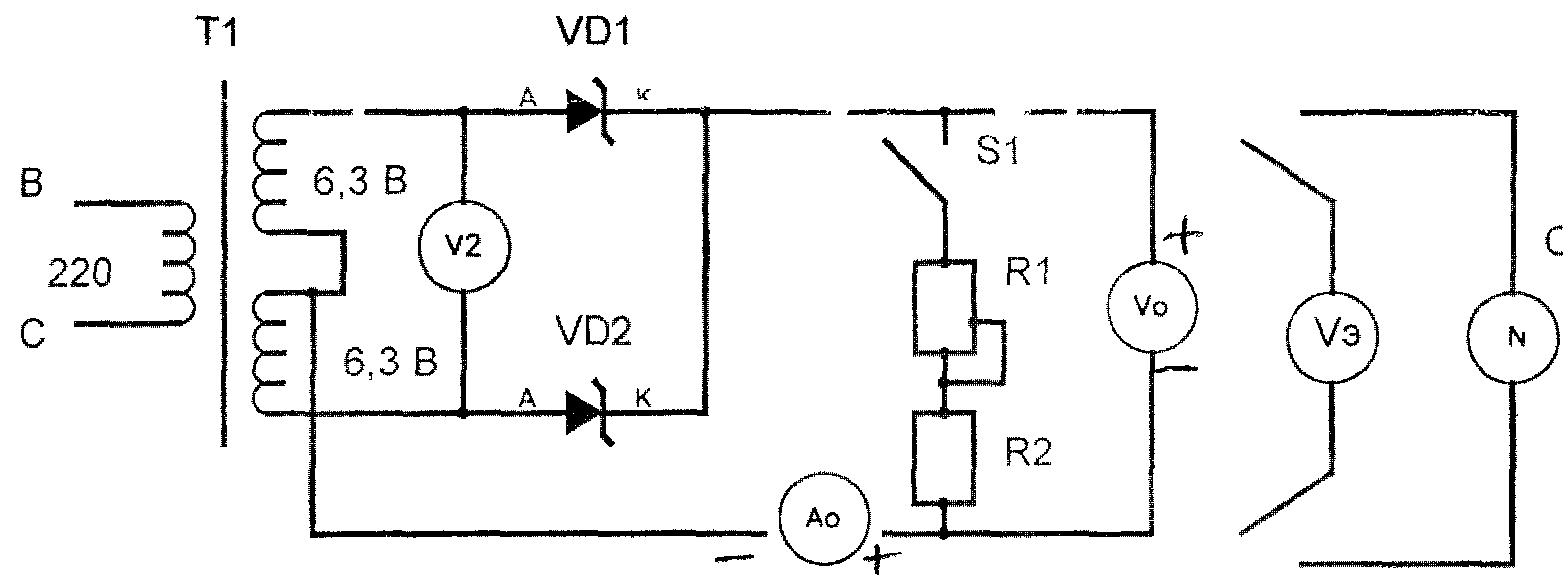 T1
VD1
A
K
B
6,3 B
S1
+
V2
220
R1
Vo
Vэ
N
C
VD2
6,3 B
−
A
K
R2
Ao
−
+